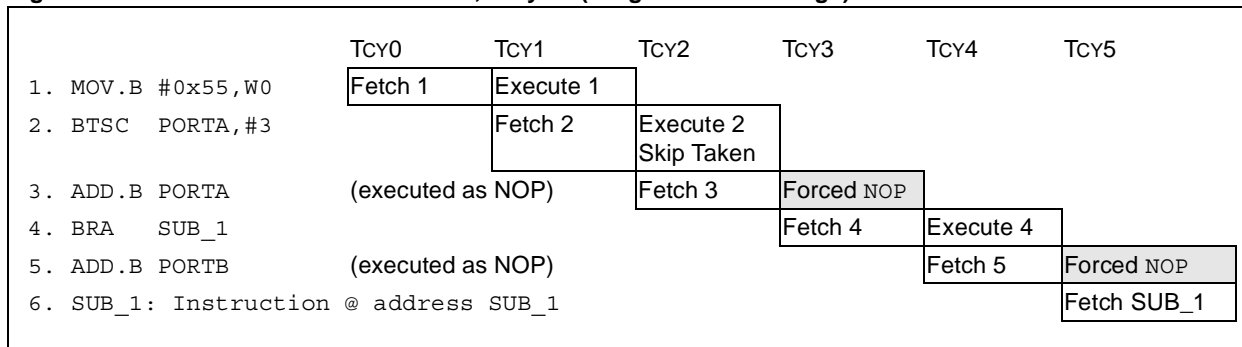 TCY0 TCY1 TCY2 TCY3 TCY4 TCY5
1. MOV.B #0x55,W0 Fetch 1 Execute 1
2. BTSC PORTA,#3 Fetch 2 Execute 2
Skip Taken
3. ADD.B PORTA (executed as NOP) Fetch 3 Forced NOP
4. BRA SUB_1 Fetch 4 Execute 4
5. ADD.B PORTB (executed as NOP) Fetch 5 Forced NOP
6. SUB_1: Instruction @ address SUB_1 Fetch SUB_1